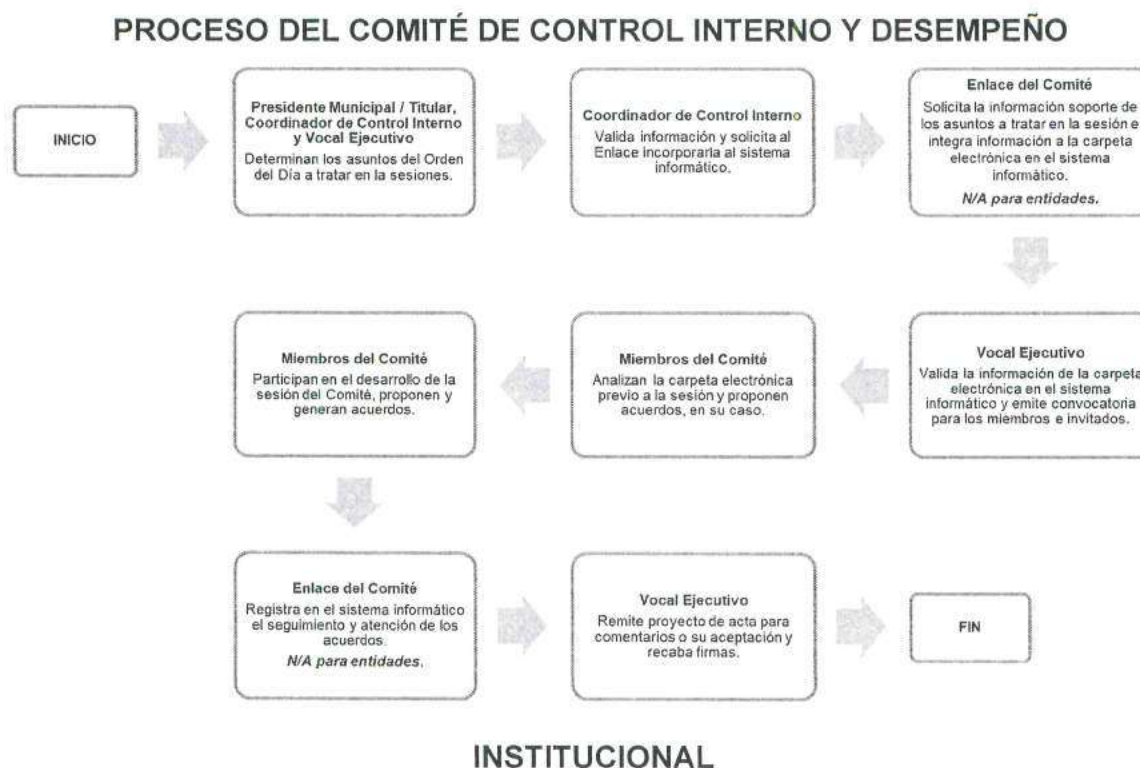 PROCESO DEL COMITÉ DE CONTROL INTERNO Y DESEMPEÑO
INICIO
Presidente Municipal / Titular,
Coordinador de Control Interno
y Vocal Ejecutivo
Determinan los asuntos del Orden
del Día a tratar en la sesiones.
Coordinador de Control Interno
Valida información y solicita al
Enlace incorporarla al sistema
informático.
Enlace del Comité
Solicita la información soporte de
los asuntos a tratar en la sesión e
integra información a la carpeta
electrónica en el sistema
informático.
N/A para entidades.
Vocal Ejecutivo
Valida la información de la carpeta
electrónica en el sistema
informático y emite convocatoria
para los miembros e invitados.
Miembros del Comité
Analizan la carpeta electrónica
previo a la sesión y proponen
acuerdos, en su caso.
Miembros del Comité
Participan en el desarrollo de la
sesión del Comité, proponen y
generan acuerdos.
Enlace del Comité
Registra en el sistema informático
el seguimiento y atención de los
acuerdos.
N/A para entidades.
Vocal Ejecutivo
Remite proyecto de acta para
comentarios o su aceptación y
recaba firmas.
FIN
INSTITUCIONAL